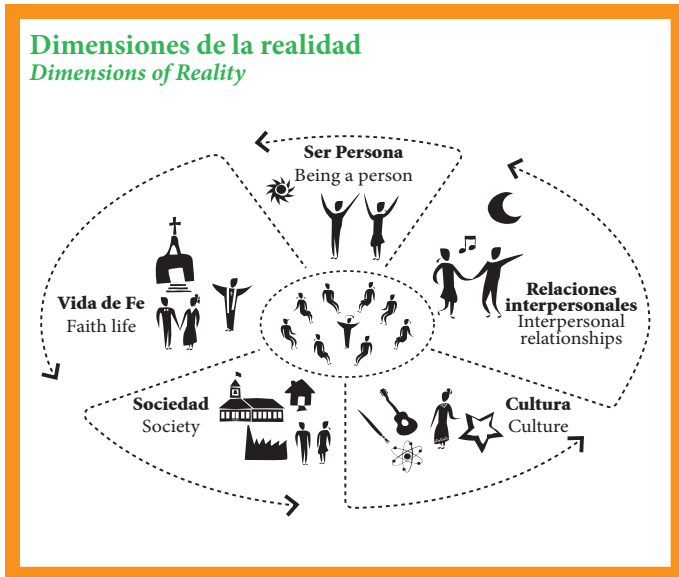 Dimensiones de la realidad
Dimensions of Reality
Ser Persona
Being a person
Relaciones
interpersonales
Interpersonal
relationships
Vida de Fe
Faith life
Sociedad
Society
Cultura
Culture